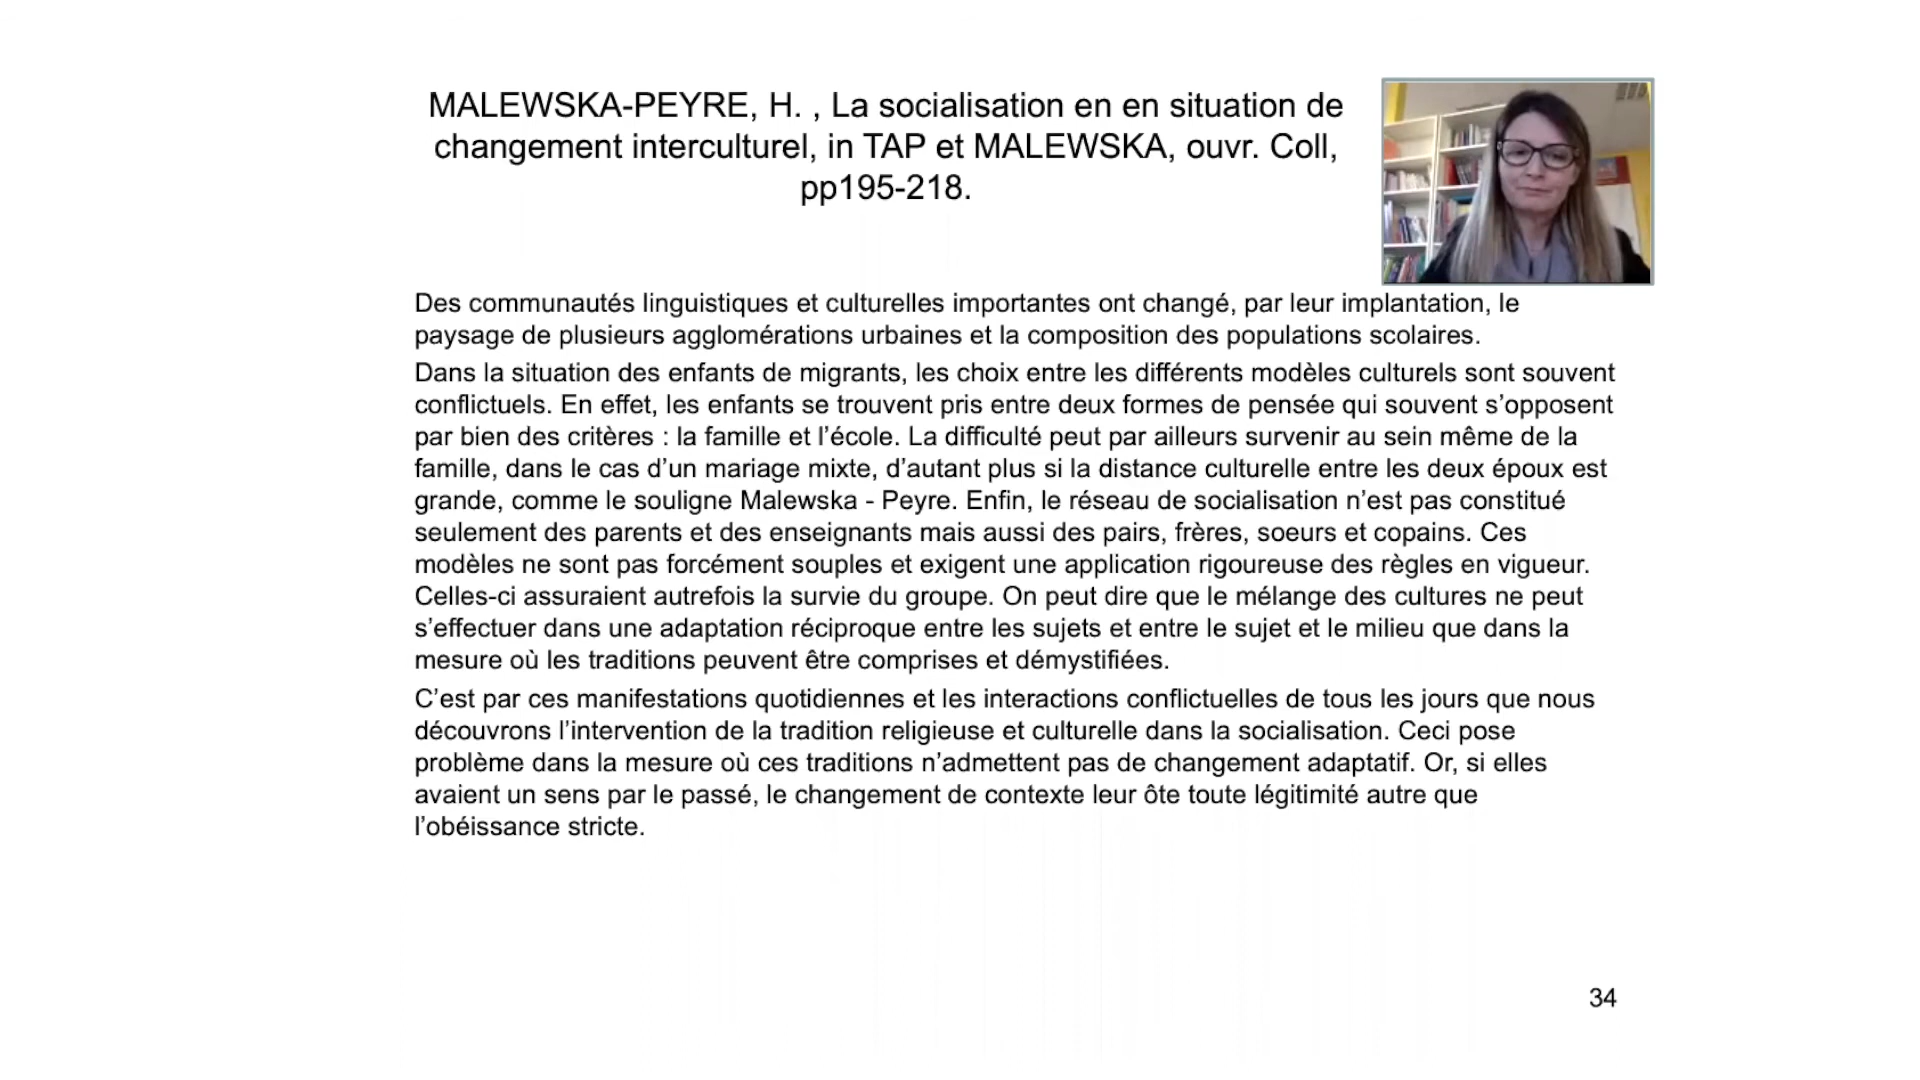 MALEWSKA-PEYRE, H. , La socialisation en en situation de
changement interculturel, in TAP et MALEWSKA, ouvr. Coll,
pp195-218.
Des communautés linguistiques et culturelles importantes ont changé, par leur implantation, le
paysage de plusieurs agglomérations urbaines et la composition des populations scolaires.
Dans la situation des enfants de migrants, les choix entre les différents modèles culturels sont souvent
conflictuels. En effet, les enfants se trouvent pris entre deux formes de pensée qui souvent s’opposent
par bien des critères : la famille et l’école. La difficulté peut par ailleurs survenir au sein même de la
famille, dans le cas d’un mariage mixte, d’autant plus si la distance culturelle entre les deux époux est
grande, comme le souligne Malewska - Peyre. Enfin, le réseau de socialisation n’est pas constitué
seulement des parents et des enseignants mais aussi des pairs, frères, soeurs et copains. Ces
modèles ne sont pas forcément souples et exigent une application rigoureuse des règles en vigueur.
Celles-ci assuraient autrefois la survie du groupe. On peut dire que le mélange des cultures ne peut
s’effectuer dans une adaptation réciproque entre les sujets et entre le sujet et le milieu que dans la
mesure où les traditions peuvent être comprises et démystifiées.
C’est par ces manifestations quotidiennes et les interactions conflictuelles de tous les jours que nous
découvrons l’intervention de la tradition religieuse et culturelle dans la socialisation. Ceci pose
problème dans la mesure où ces traditions n’admettent pas de changement adaptatif. Or, si elles
avaient un sens par le passé, le changement de contexte leur ôte toute légitimité autre que
l’obéissance stricte.
34